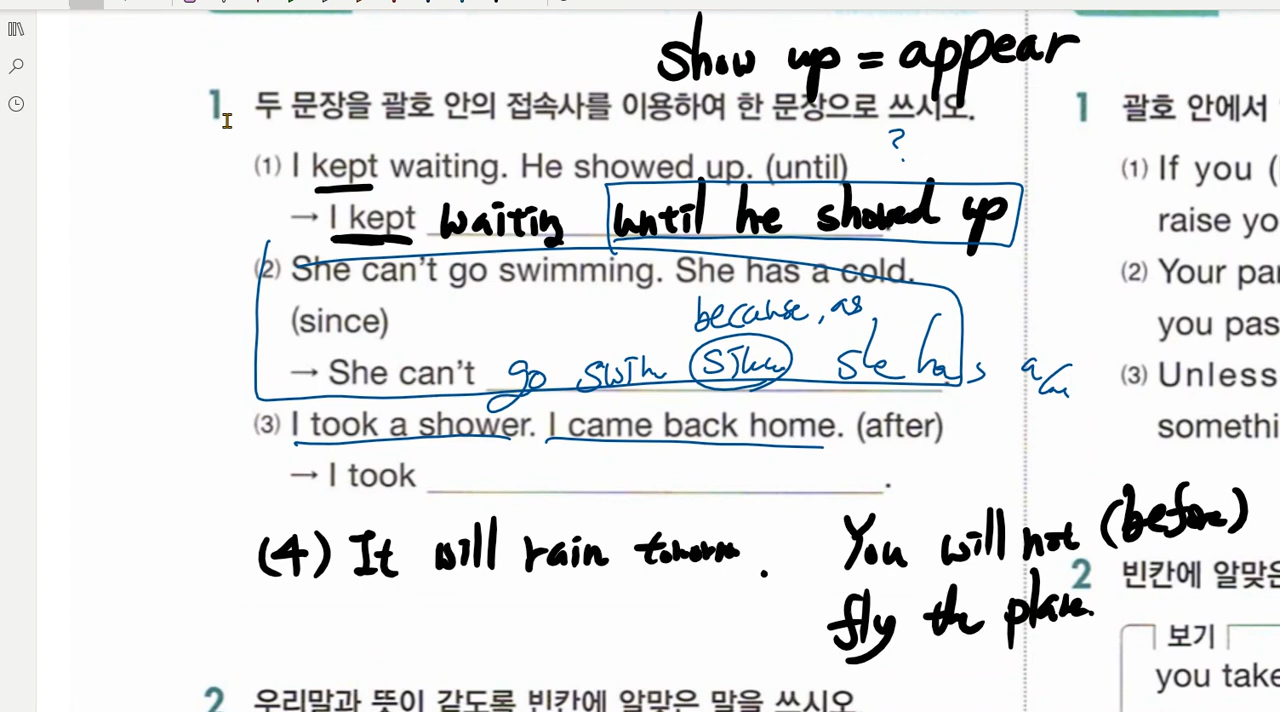 show up = appear
1 두 문장을 괄호 안의 접속사를 이용하여 한 문장으로 쓰시오.
?
(1) I kept waiting. He showed up. (until)
→ I kept waiting until he showed up
(2) She can't go swimming. She has a cold.
(since)
because, as
→ She can't go swim she has a
(3) I took a shower. I came back home. (after)
→ I took .
(4) It will rain . You will not (before)
fly the plane.
2 우리말과 뜻이 같도록 빈칸에 알맞은 말을 쓰시오
1 괄호 안에서
(1) If you (
raise yo
(2) Your pa
you pas
(3) Unless
somethi
2 빈칸에 알맞은
보기
you take